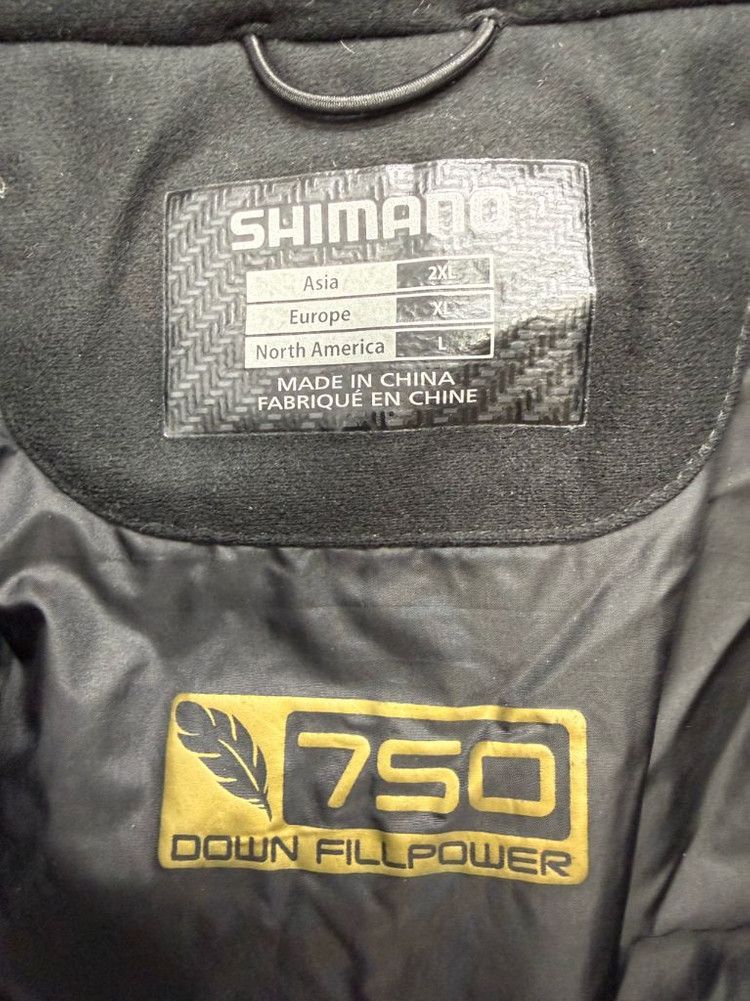 SHIMANO
Asia 2XL
Europe XL
North America L
MADE IN CHINA
FABRIQUÉ EN CHINE
750
DOWN FILLPOWER